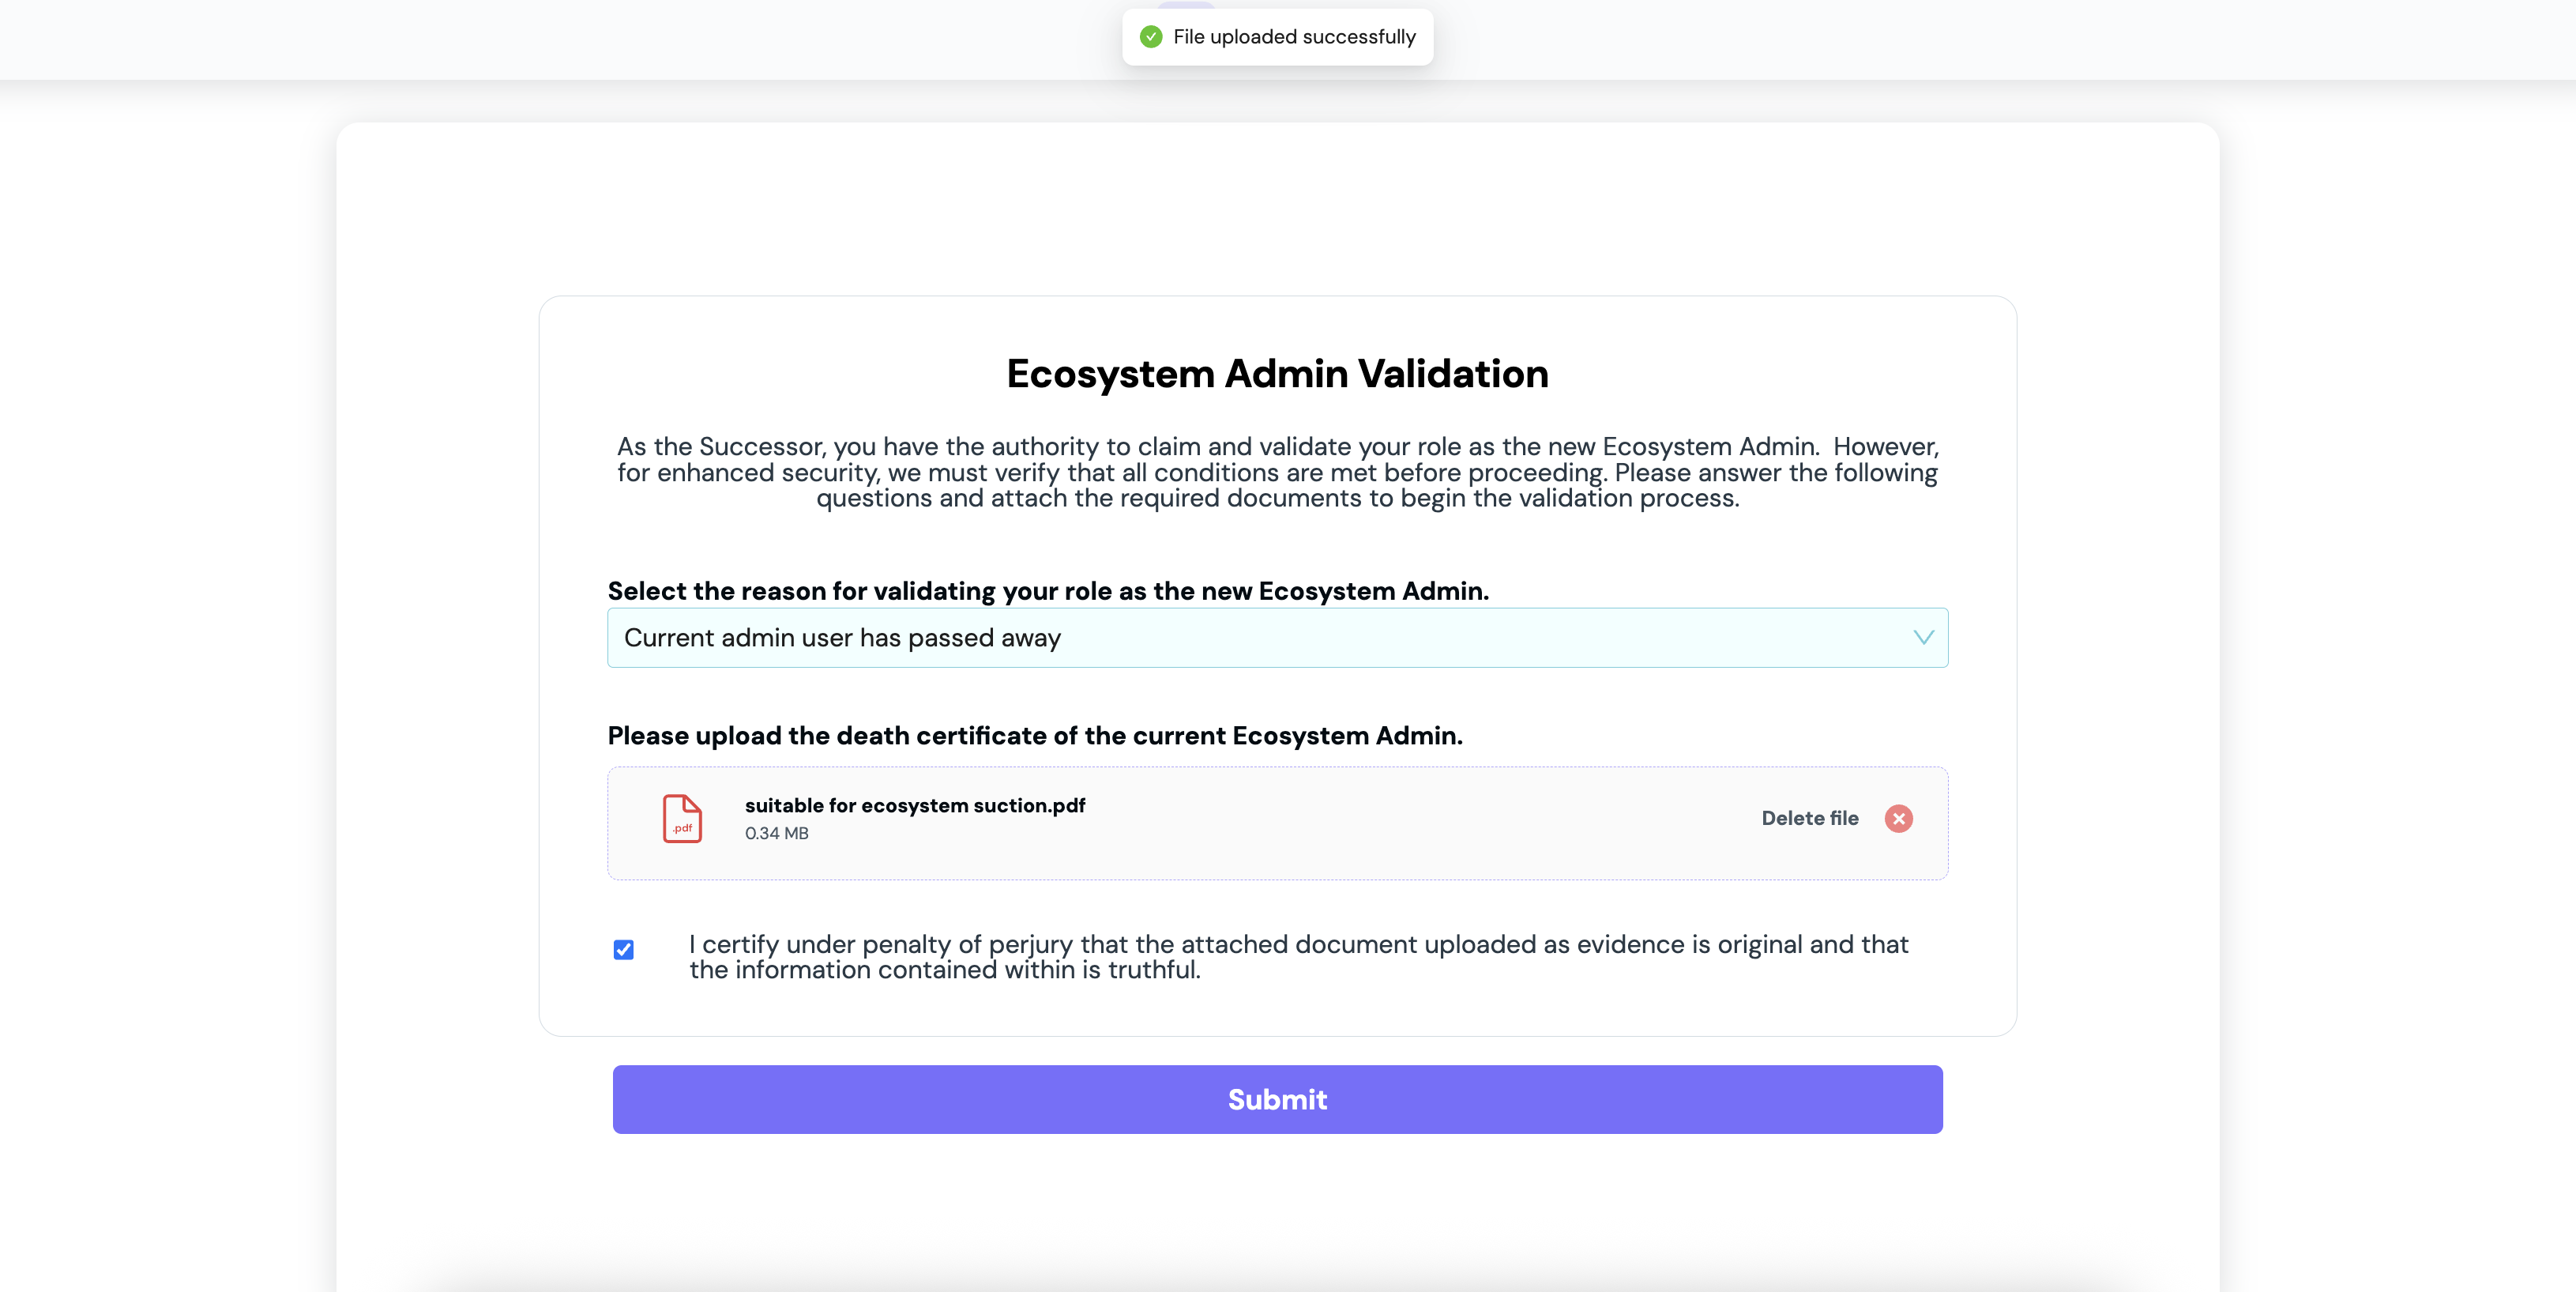 File uploaded successfully
Ecosystem Admin Validation
As the Successor, you have the authority to claim and validate your role as the new Ecosystem Admin.  However,
for enhanced security, we must verify that all conditions are met before proceeding. Please answer the following
questions and attach the required documents to begin the validation process.
Select the reason for validating your role as the new Ecosystem Admin.
Current admin user has passed away
Please upload the death certificate of the current Ecosystem Admin.
.pdf
suitable for ecosystem suction.pdf
0.34 MB
Delete file
I certify under penalty of perjury that the attached document uploaded as evidence is original and that
the information contained within is truthful.
Submit